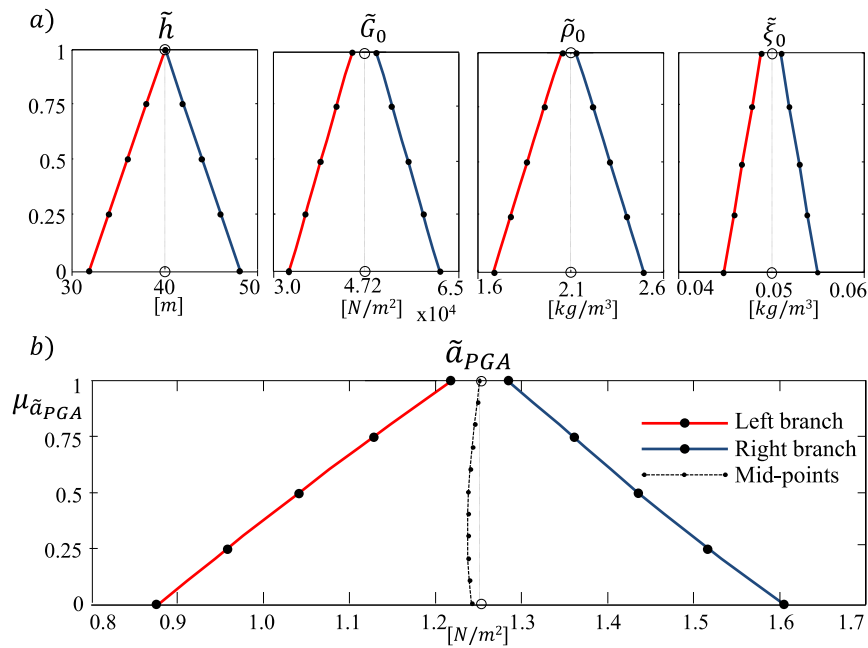 a)
h̃ G̃₀ ρ̃₀ ξ̃₀
1
0.75
0.5
0.25
0
30 40 50 3.0 4.72 6.5 1.6 2.1 2.6 0.04 0.05 0.06
[m] [N/m²] x10⁴ [kg/m³] [kg/m³]
b) ã_PGA
1
μ_ã_PGA
0.75
0.5
0.25
0
Left branch
Right branch
Mid-points
0.8 0.9 1.0 1.1 1.2 1.3 1.4 1.5 1.6 1.7
[N/m²]